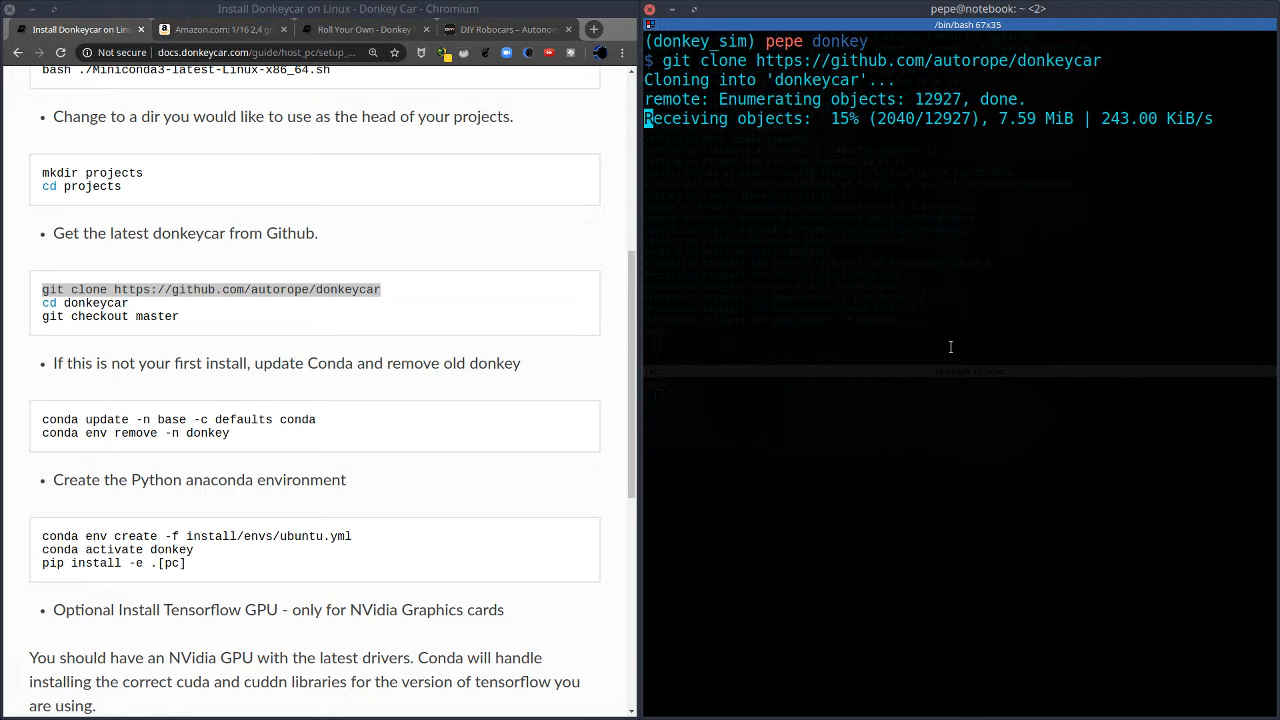 Install Donkeycar on Linux - Donkey Car - Chromium
Install Donkeycar on Linu
Amazon.com: 1/16 2,4 g
Roll Your Own - Donkey
DIY Robocars – Autonom
Not secure
docs.donkeycar.com/guide/host_pc/setup_...
bash ./Miniconda3-latest-Linux-x86_64.sh
• Change to a dir you would like to use as the head of your projects.
mkdir projects
cd projects
• Get the latest donkeycar from Github.
git clone https://github.com/autorope/donkeycar
cd donkeycar
git checkout master
• If this is not your first install, update Conda and remove old donkey
conda update -n base -c defaults conda
conda env remove -n donkey
• Create the Python anaconda environment
conda env create -f install/envs/ubuntu.yml
conda activate donkey
pip install -e .[pc]
• Optional Install Tensorflow GPU - only for NVidia Graphics cards
You should have an NVidia GPU with the latest drivers. Conda will handle
installing the correct cuda and cuddn libraries for the version of tensorflow you
are using.
pepe@notebook: ~ <2>
/bin/bash 67x35
(donkey_sim) pepe donkey
$ git clone https://github.com/autorope/donkeycar
Cloning into 'donkeycar'...
remote: Enumerating objects: 12927, done.
Receiving objects:  15% (2040/12927), 7.59 MiB | 243.00 KiB/s